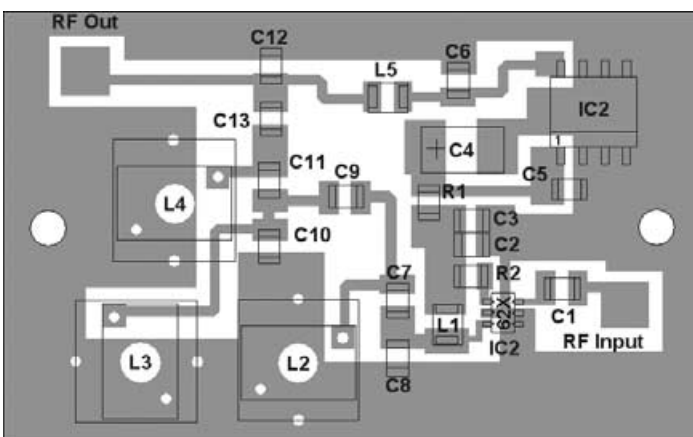 RF Out
C12
C6
L5
IC2
C13
1
+ C4
C11
C9
C5
R1
L4
C3
C10
C2
R2
C7
62X
L1
C1
IC2
RF Input
L3
L2
C8